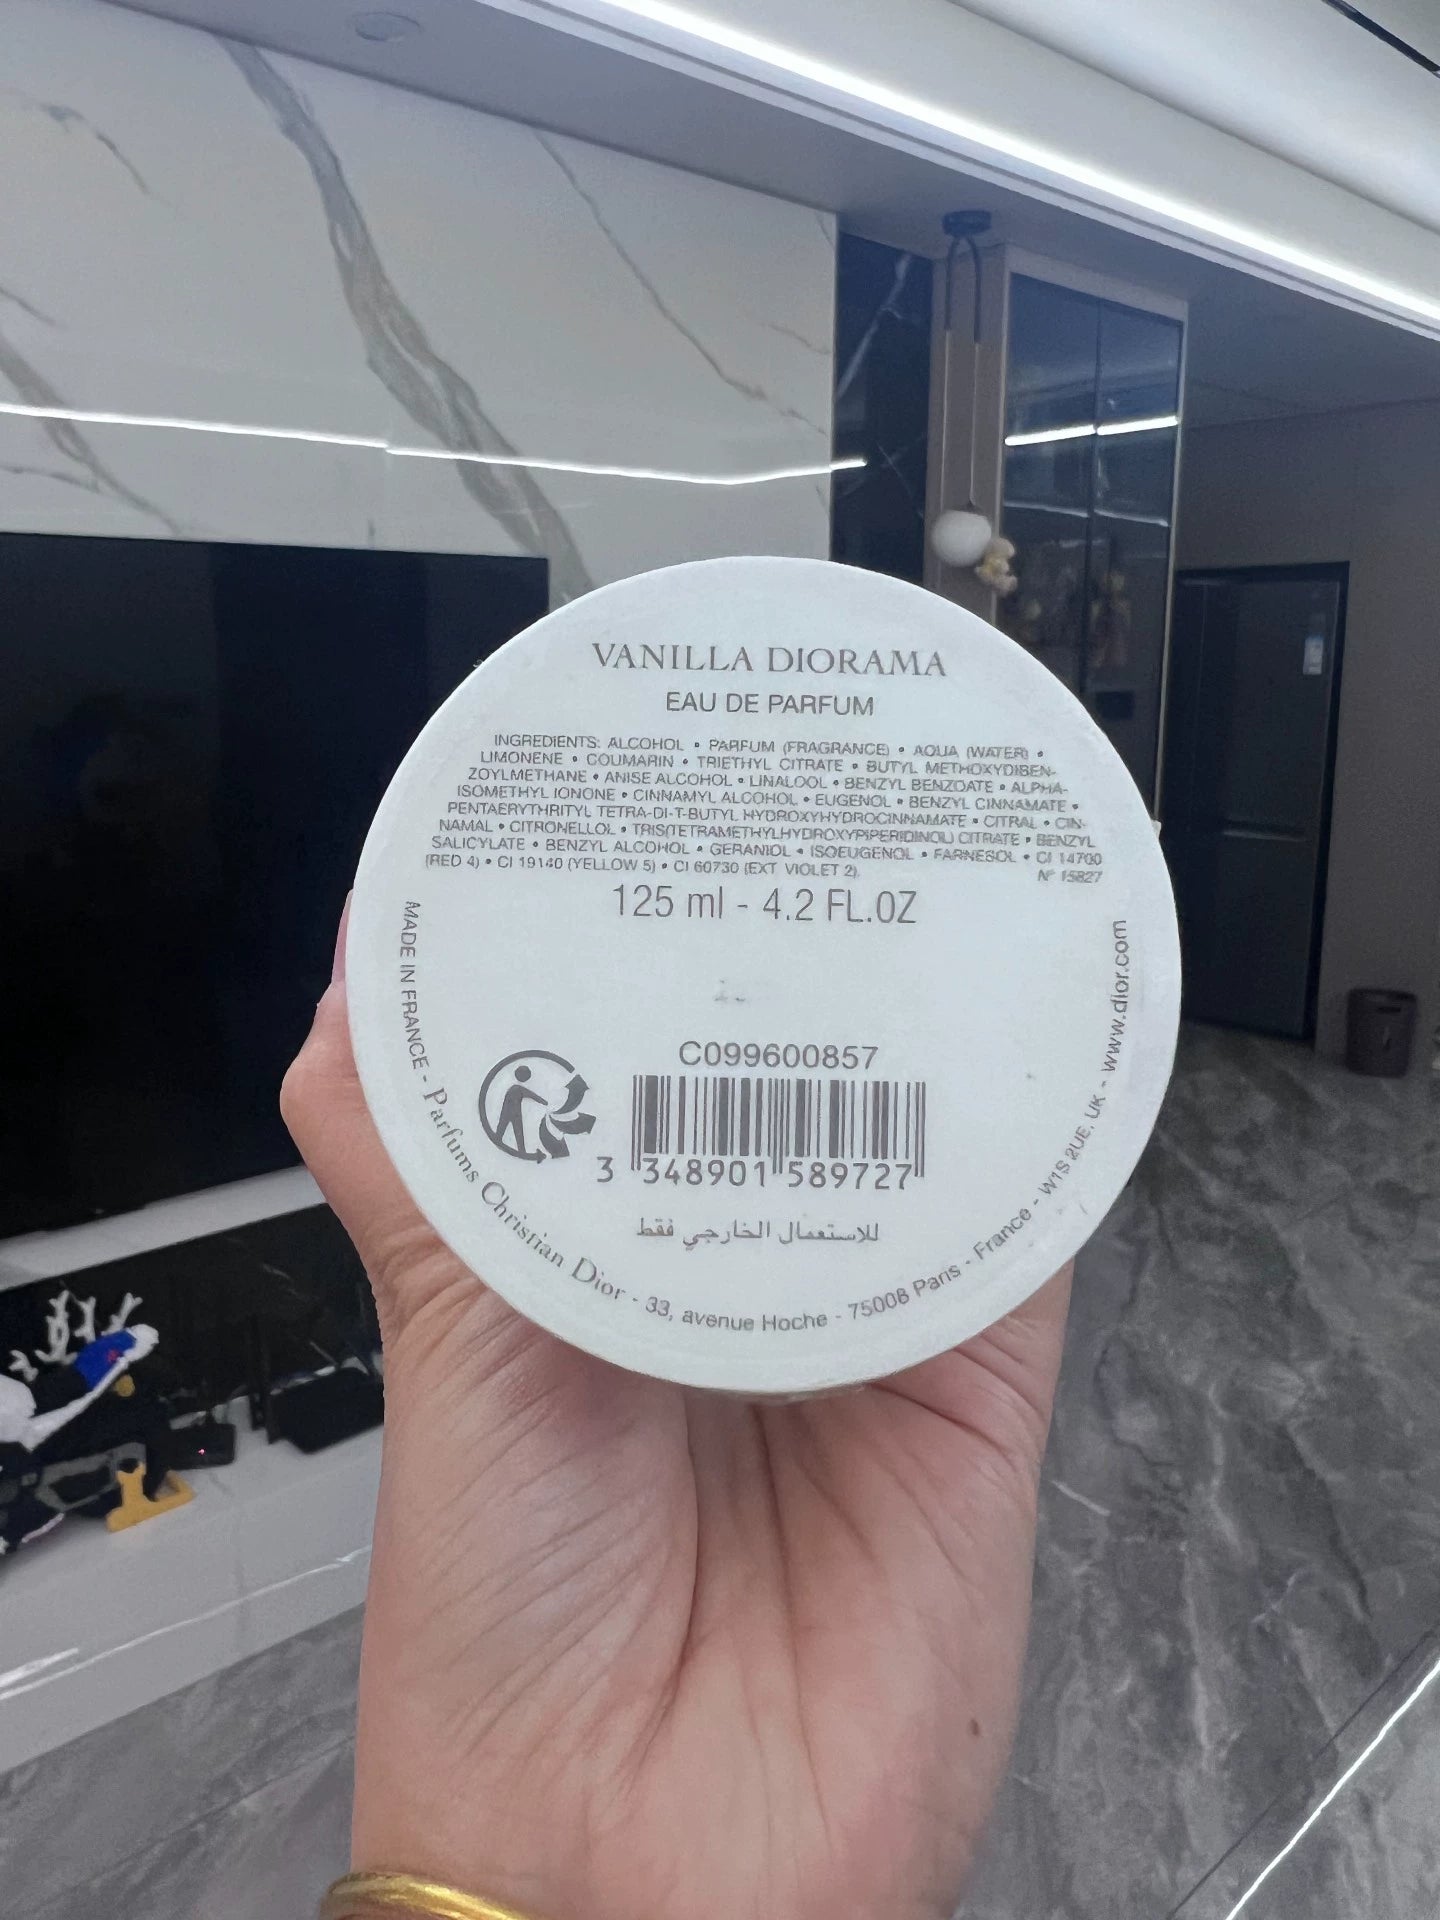 VANILLA DIORAMA
EAU DE PARFUM
INGREDIENTS: ALCOHOL • PARFUM (FRAGRANCE) • AQUA (WATER) •
LIMONENE • COUMARIN • TRIETHYL CITRATE • BUTYL METHOXYDIBEN-
ZOYLMETHANE • ANISE ALCOHOL • LINALOOL • BENZYL BENZOATE • ALPHA-
ISOMETHYL IONONE • CINNAMYL ALCOHOL • EUGENOL • BENZYL CINNAMATE •
PENTAERYTHRITYL TETRA-DI-T-BUTYL HYDROXYHYDROCINNAMATE • CITRAL • CIN-
NAMAL • CITRONELLOL • TRIS(TETRAMETHYLHYDROXYPIPERIDINOL) CITRATE • BENZYL
SALICYLATE • BENZYL ALCOHOL • GERANIOL • ISOEUGENOL • FARNESOL • CI 14700
(RED 4) • CI 19140 (YELLOW 5) • CI 60730 (EXT. VIOLET 2).
N° 15827
125 ml - 4.2 FL.OZ
C099600857
3 348901 589727
للاستعمال الخارجي فقط
MADE IN FRANCE - Parfums Christian Dior - 33, avenue Hoche - 75008 Paris - France - W1S 2UE, UK - www.dior.com